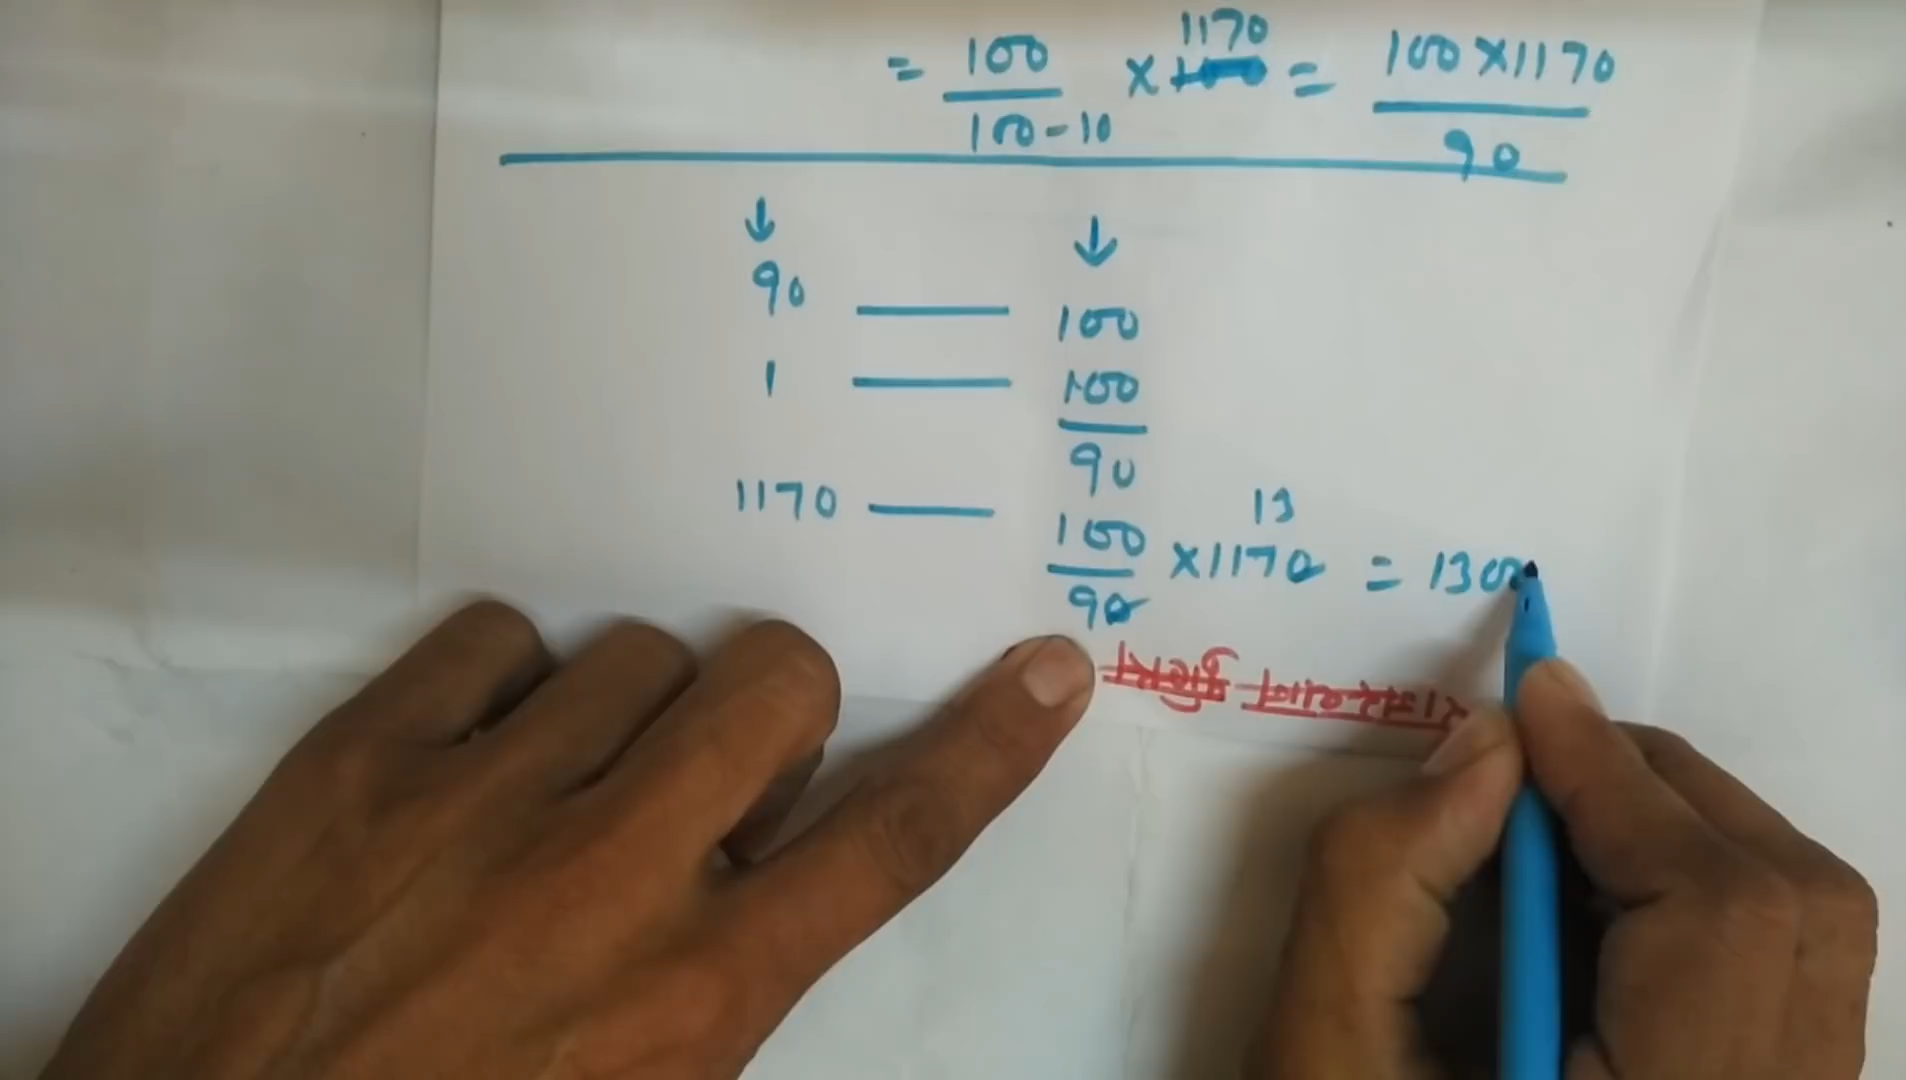 = 100/100-10 × 1170 = 100 × 1170/90
↓ ↓
90 — 100
1 — 100/90
1170 — 100/90 × 1170 = 1300
13